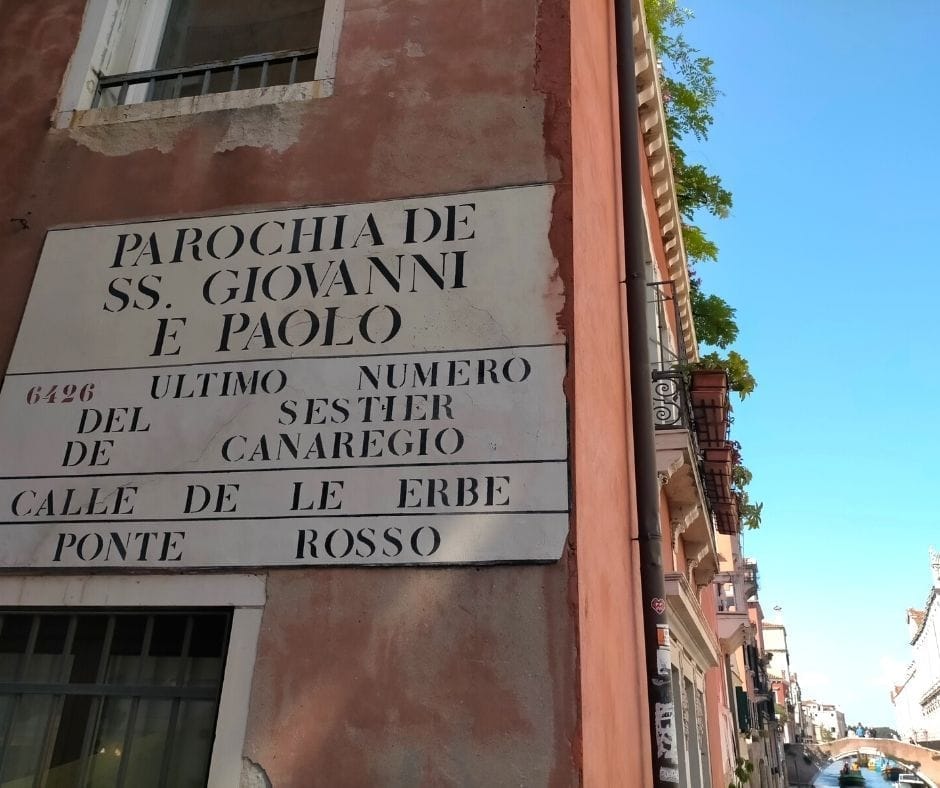 PAROCHIA DE
SS. GIOVANNI
E PAOLO
6426 ULTIMO NUMERO
DEL SESTIER
DE CANAREGIO
CALLE DE LE ERBE
PONTE ROSSO